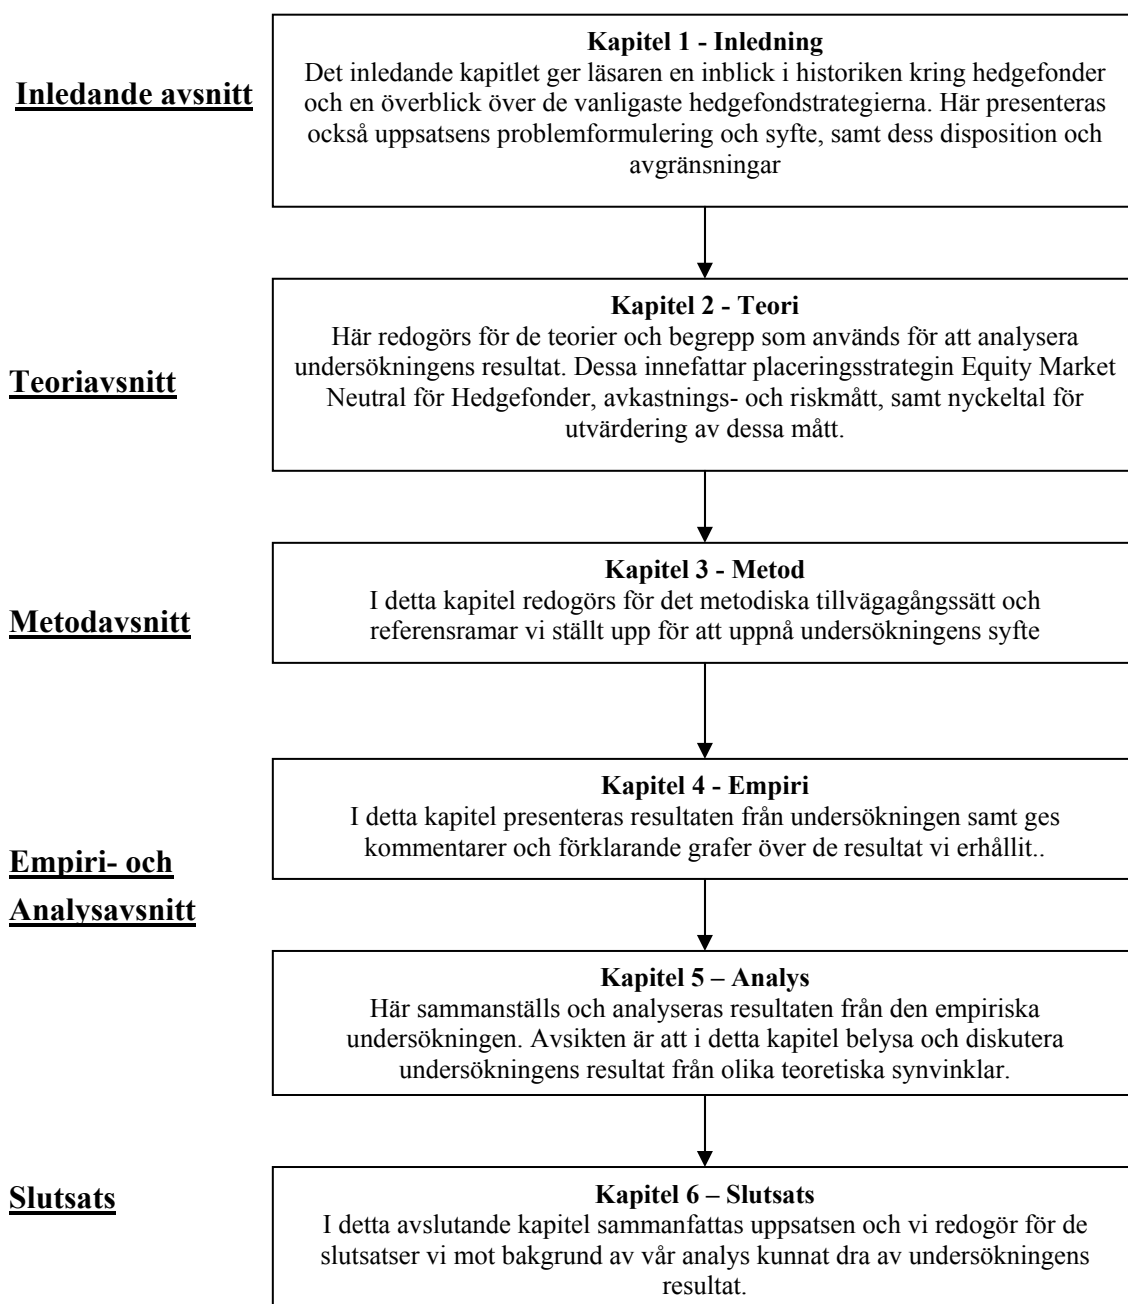 Inledande avsnitt
Kapitel 1 - Inledning
Det inledande kapitlet ger läsaren en inblick i historiken kring hedgefonder
och en överblick över de vanligaste hedgefondstrategierna. Här presenteras
också uppsatsens problemformulering och syfte, samt dess disposition och
avgränsningar
Teoriavsnitt
Kapitel 2 - Teori
Här redogörs för de teorier och begrepp som används för att analysera
undersökningens resultat. Dessa innefattar placeringsstrategin Equity Market
Neutral för Hedgefonder, avkastnings- och riskmått, samt nyckeltal för
utvärdering av dessa mått.
Metodavsnitt
Kapitel 3 - Metod
I detta kapitel redogörs för det metodiska tillvägagångssätt och
referensramar vi ställt upp för att uppnå undersökningens syfte
Empiri- och
Analysavsnitt
Kapitel 4 - Empiri
I detta kapitel presenteras resultaten från undersökningen samt ges
kommentarer och förklarande grafer över de resultat vi erhållit..
Kapitel 5 – Analys
Här sammanställs och analyseras resultaten från den empiriska
undersökningen. Avsikten är att i detta kapitel belysa och diskutera
undersökningens resultat från olika teoretiska synvinklar.
Slutsats
Kapitel 6 – Slutsats
I detta avslutande kapitel sammanfattas uppsatsen och vi redogör för de
slutsatser vi mot bakgrund av vår analys kunnat dra av undersökningens
resultat.